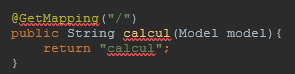 @GetMapping("/")
public String calcul(Model model){
    return "calcul";
}